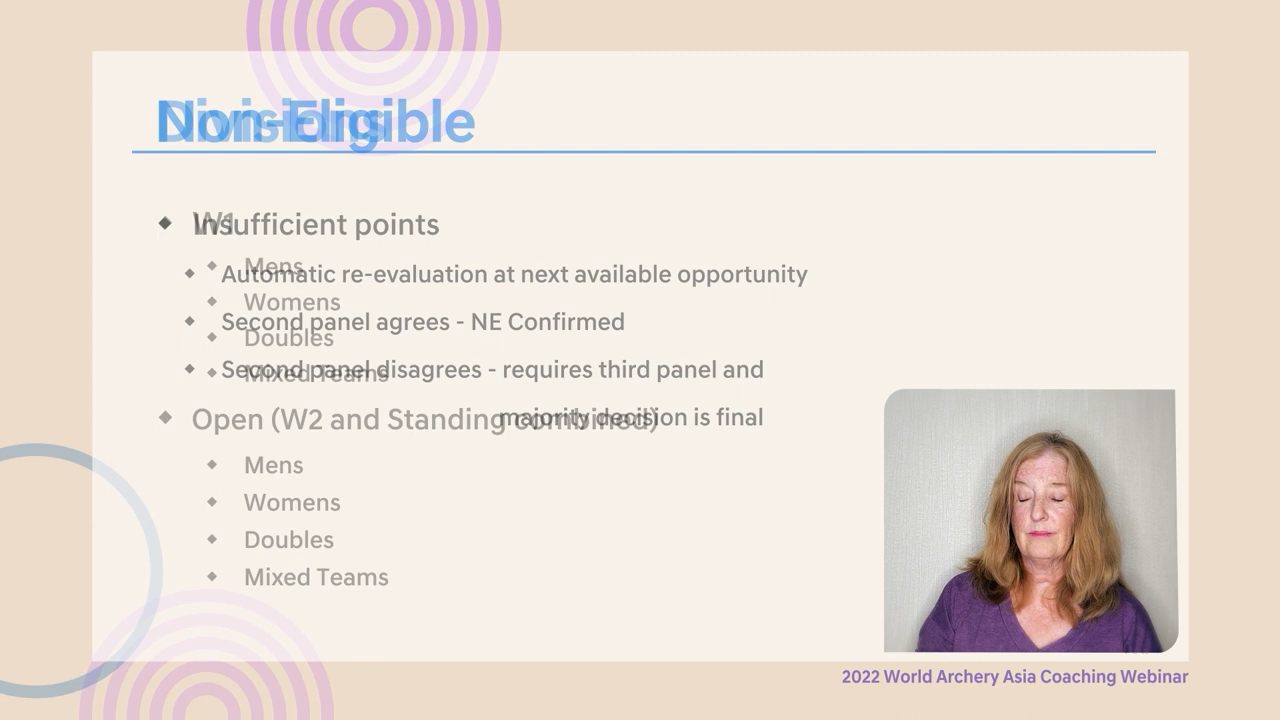 Non-Eligible
Divisions
Insufficient points
W1
Mens
Automatic re-evaluation at next available opportunity
Womens
Second panel agrees - NE Confirmed
Doubles
Second panel disagrees - requires third panel and
Mixed Teams
majority decision is final
Open (W2 and Standing combined)
Mens
Womens
Doubles
Mixed Teams
2022 World Archery Asia Coaching Webinar